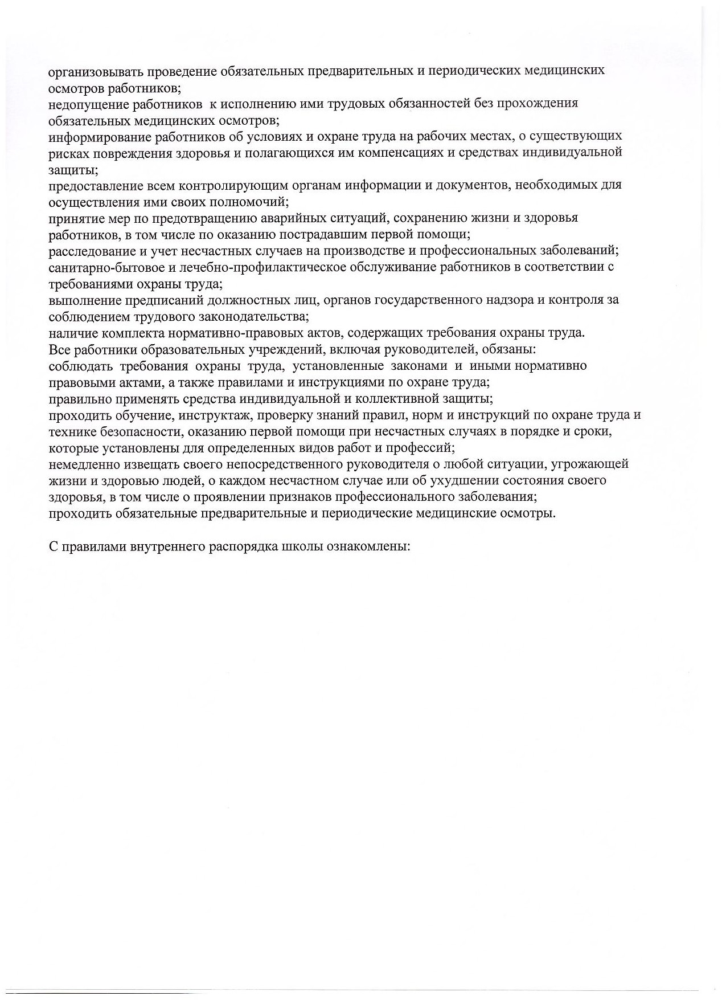 организовывать проведение обязательных предварительных и периодических медицинских
осмотров работников;
недопущение работников  к исполнению ими трудовых обязанностей без прохождения
обязательных медицинских осмотров;
информирование работников об условиях и охране труда на рабочих местах, о существующих
рисках повреждения здоровья и полагающихся им компенсациях и средствах индивидуальной
защиты;
предоставление всем контролирующим органам информации и документов, необходимых для
осуществления ими своих полномочий;
принятие мер по предотвращению аварийных ситуаций, сохранению жизни и здоровья
работников, в том числе по оказанию пострадавшим первой помощи;
расследование и учет несчастных случаев на производстве и профессиональных заболеваний;
санитарно-бытовое и лечебно-профилактическое обслуживание работников в соответствии с
требованиями охраны труда;
выполнение предписаний должностных лиц, органов государственного надзора и контроля за
соблюдением трудового законодательства;
наличие комплекта нормативно-правовых актов, содержащих требования охраны труда.
Все работники образовательных учреждений, включая руководителей, обязаны:
соблюдать  требования  охраны  труда,  установленные  законами  и  иными нормативно
правовыми актами, а также правилами и инструкциями по охране труда;
правильно применять средства индивидуальной и коллективной защиты;
проходить обучение, инструктаж, проверку знаний правил, норм и инструкций по охране труда и
технике безопасности, оказанию первой помощи при несчастных случаях в порядке и сроки,
которые установлены для определенных видов работ и профессий;
немедленно извещать своего непосредственного руководителя о любой ситуации, угрожающей
жизни и здоровью людей, о каждом несчастном случае или об ухудшении состояния своего
здоровья, в том числе о проявлении признаков профессионального заболевания;
проходить обязательные предварительные и периодические медицинские осмотры.
С правилами внутреннего распорядка школы ознакомлены: